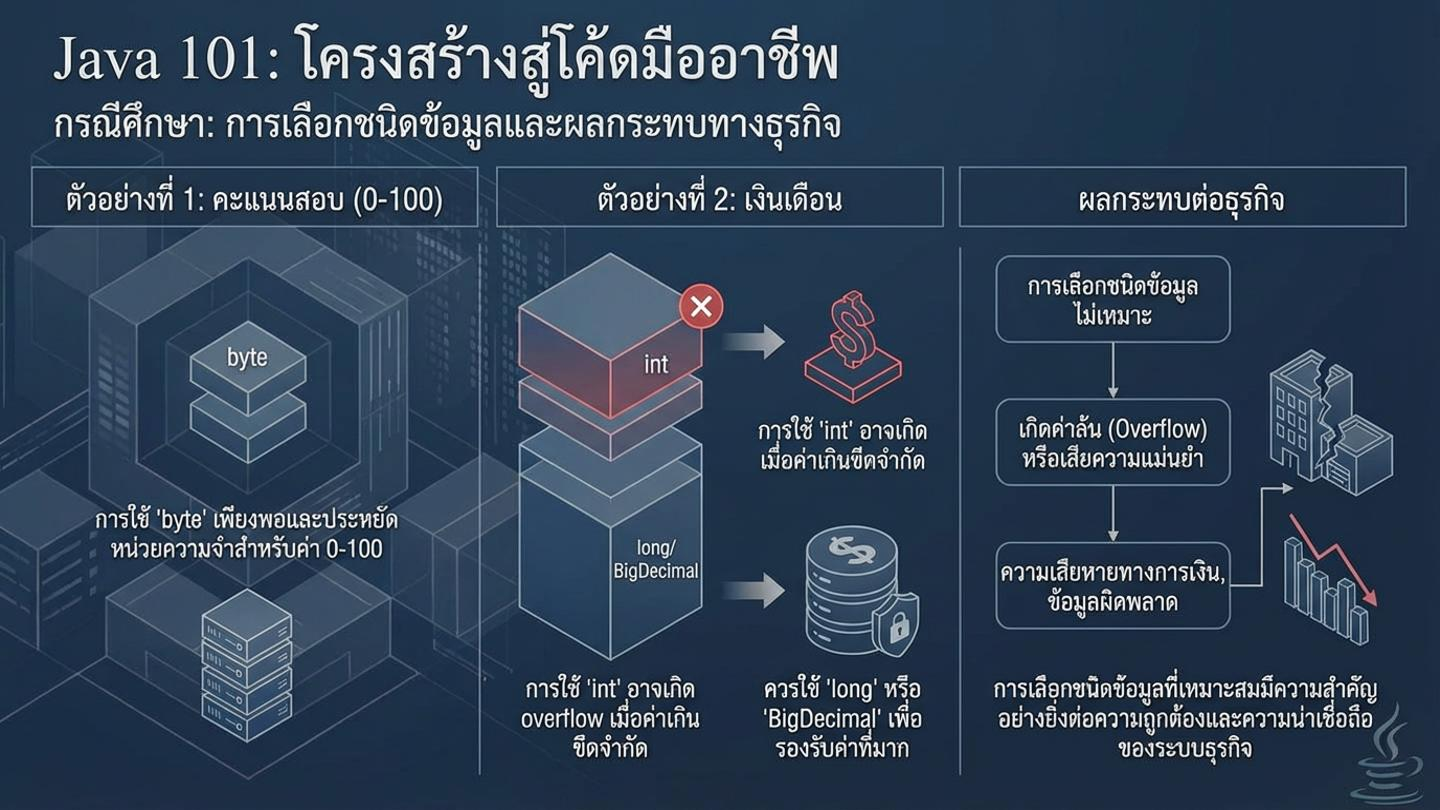 Java 101: โครงสร้างสู่โค้ดมืออาชีพ
กรณีศึกษา: การเลือกชนิดข้อมูลและผลกระทบทางธุรกิจ
ตัวอย่างที่ 1: คะแนนสอบ (0-100)
byte
การใช้ 'byte' เพียงพอและประหยัด
หน่วยความจำสำหรับค่า 0-100
ตัวอย่างที่ 2: เงินเดือน
int
การใช้ 'int' อาจเกิด
เมื่อค่าเกินขีดจำกัด
long/
BigDecimal
การใช้ 'int' อาจเกิด
overtlow เมื่อค่าเกิน
ขีดจำกัด
ควรใช้ 'long' หรือ
'BigDecimal' เพื่อ
รองรับค่าที่มาก
ผลกระทบต่อธุรกิจ
การเลือกชนิดข้อมูล
ไม่เหมาะ
เกิดค่าล้น (Overflow)
หรือเสียความแม่นยำ
ความเสียหายทางการเงิน,
ข้อมูลผิดพลาด
การเลือกชนิดข้อมูลที่เหมาะสมมีความสำคัญ
อย่างยิ่งต่อความถูกต้องและความน่าเชื่อถือ
ของระบบธุรกิจ